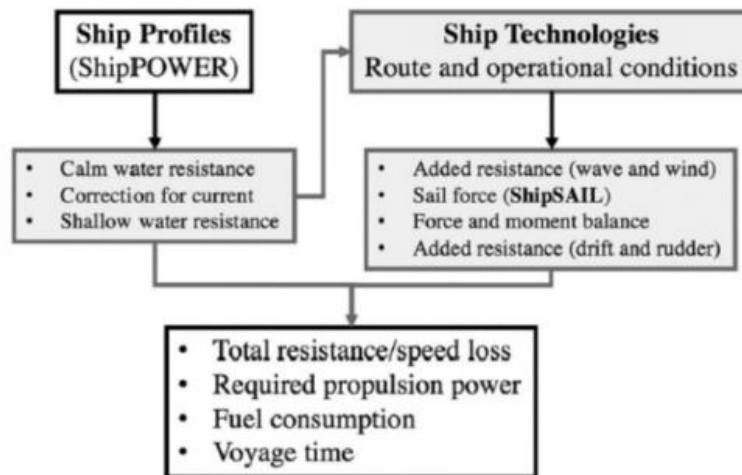 Ship Profiles
(ShipPOWER)
Ship Technologies
Route and operational conditions
• Calm water resistance
• Correction for current
• Shallow water resistance
• Added resistance (wave and wind)
• Sail force (ShipSAIL)
• Force and moment balance
• Added resistance (drift and rudder)
• Total resistance/speed loss
• Required propulsion power
• Fuel consumption
• Voyage time